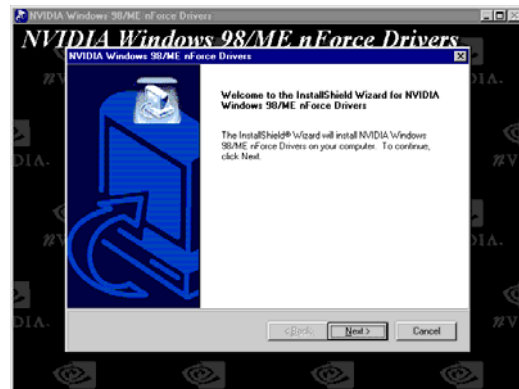 NVIDIA Windows 98/ME nForce Drivers
NVIDIA Windows 98/ME nForce Drivers
NVIDIA Windows 98/ME nForce Drivers
Welcome to the InstallShield Wizard for NVIDIA
Windows 98/ME nForce Drivers
The InstallShield® Wizard will install NVIDIA Windows
98/ME nForce Drivers on your computer. To continue,
click Next.
< Back
Next >
Cancel